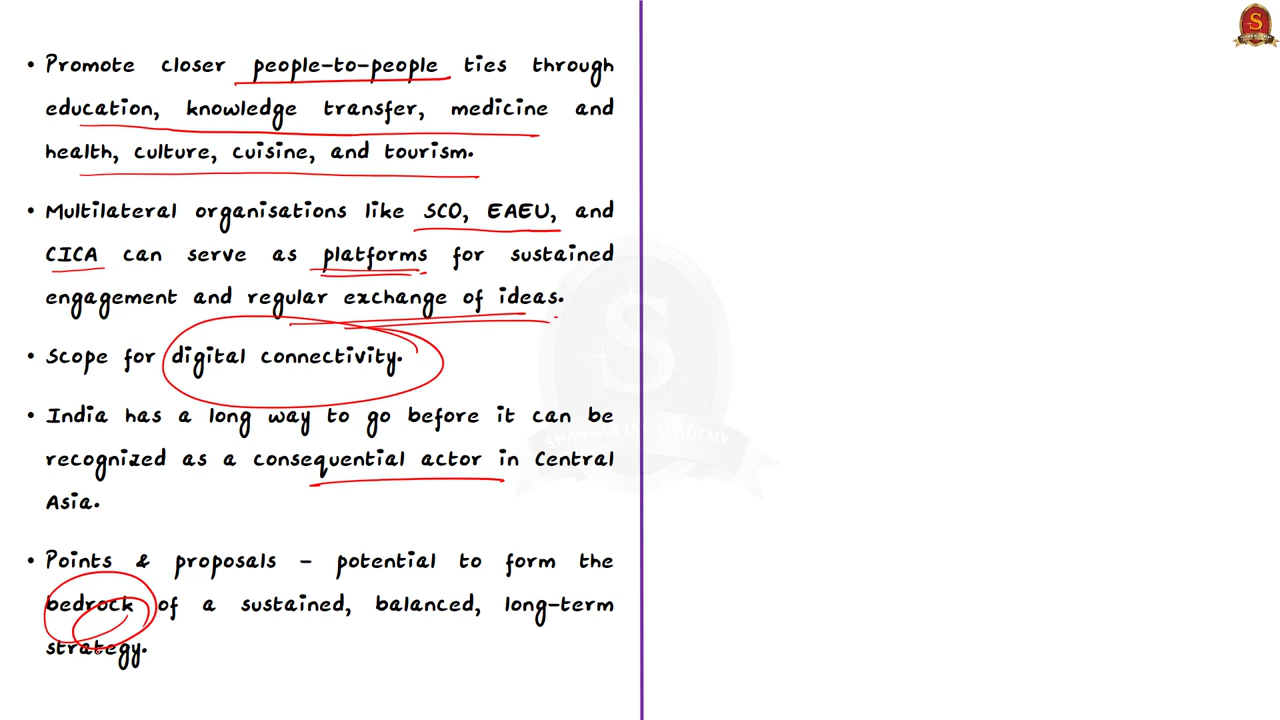 • Promote closer people-to-people ties through
education, knowledge transfer, medicine and
health, culture, cuisine, and tourism.
• Multilateral organisations like SCO, EAEU, and
CICA can serve as platforms for sustained
engagement and regular exchange of ideas.
• Scope for digital connectivity.
• India has a long way to go before it can be
recognized as a consequential actor in Central
Asia.
• Points & proposals - potential to form the
bedrock of a sustained, balanced, long-term
strategy.